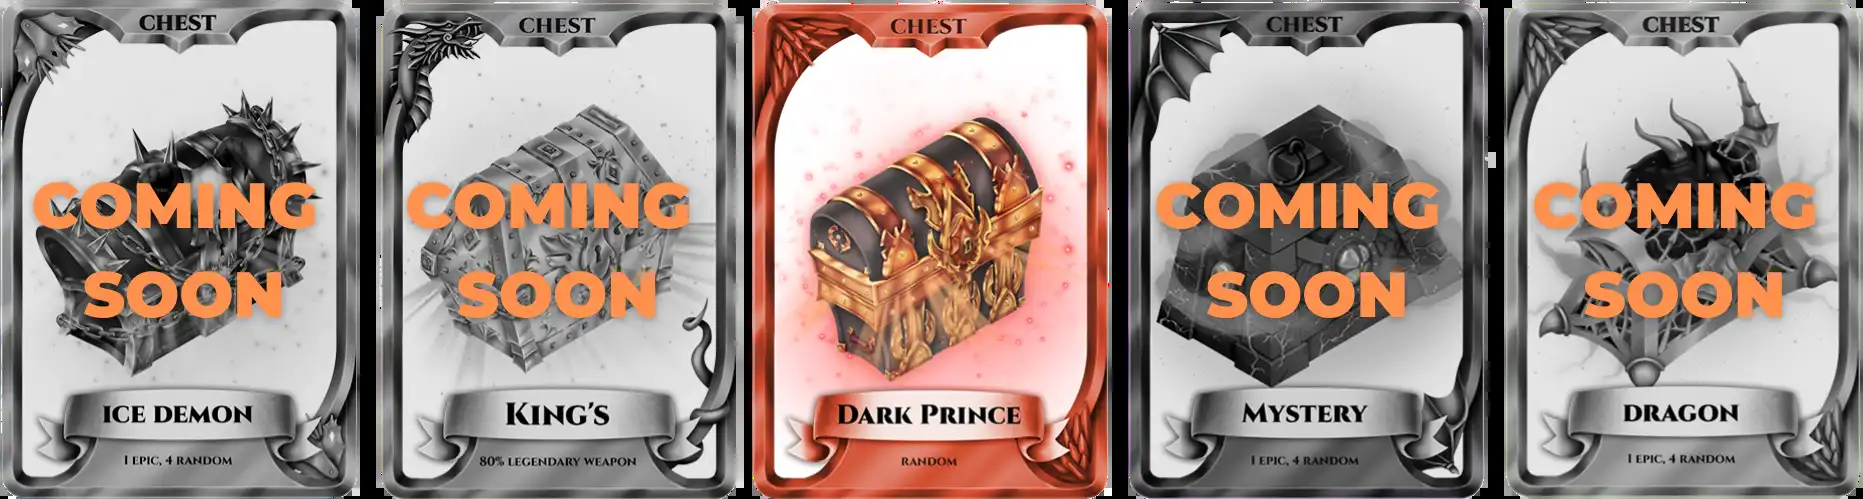 CHEST
COMING
SOON
ICE DEMON
1 EPIC, 4 RANDOM
CHEST
COMING
SOON
KING'S
80% LEGENDARY WEAPON
CHEST
DARK PRINCE
RANDOM
CHEST
COMING
SOON
MYSTERY
1 EPIC, 4 RANDOM
CHEST
COMING
SOON
DRAGON
1 EPIC, 4 RANDOM